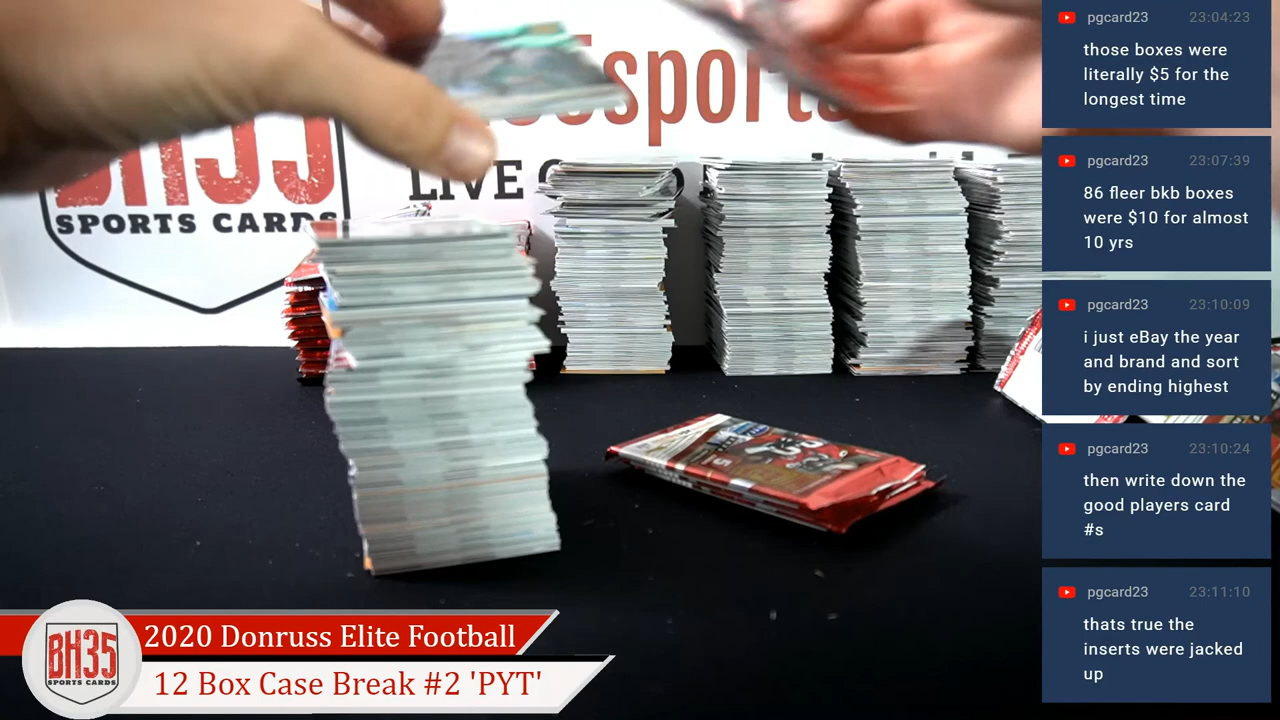 BH35
SPORTS CARDS
sports
LIVE
2020 Donruss Elite Football
12 Box Case Break #2 'PYT'
BH35
SPORTS CARDS
pgcard23 23:04:23
those boxes were
literally $5 for the
longest time
pgcard23 23:07:39
86 fleer bkb boxes
were $10 for almost
10 yrs
pgcard23 23:10:09
i just eBay the year
and brand and sort
by ending highest
pgcard23 23:10:24
then write down the
good players card
#s
pgcard23 23:11:10
thats true the
inserts were jacked
up